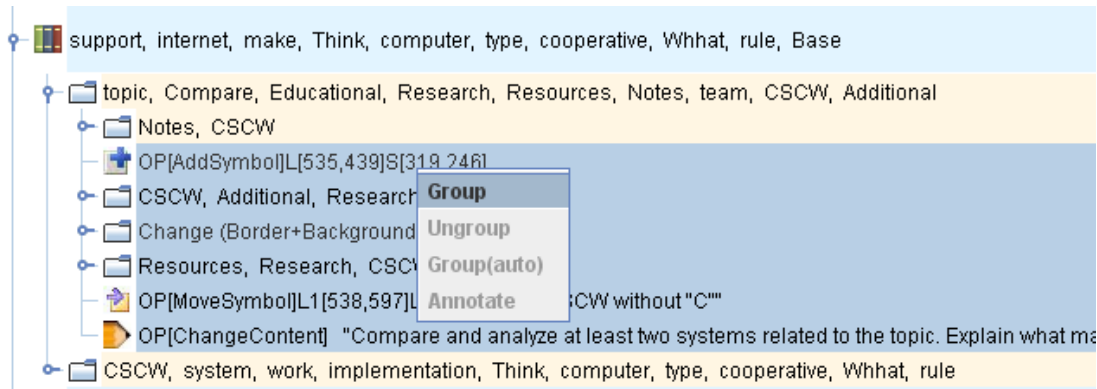 support, internet, make, Think, computer, type, cooperative, Whhat, rule, Base
topic, Compare, Educational, Research, Resources, Notes, team, CSCW, Additional
Notes, CSCW
OP[AddSymbol]L[535,439]S[319,246]
CSCW, Additional, Research
Change (Border+Background
Resources, Research,
OP[MoveSymbol]L1[538,597] CW without "C""
OP[ChangeContent] "Compare and analyze at least two systems related to the topic. Explain what
CSCW, system, work, implementation, Think, computer, type, cooperative, Whhat, rule
Group
Ungroup
Group(auto)
Annotate